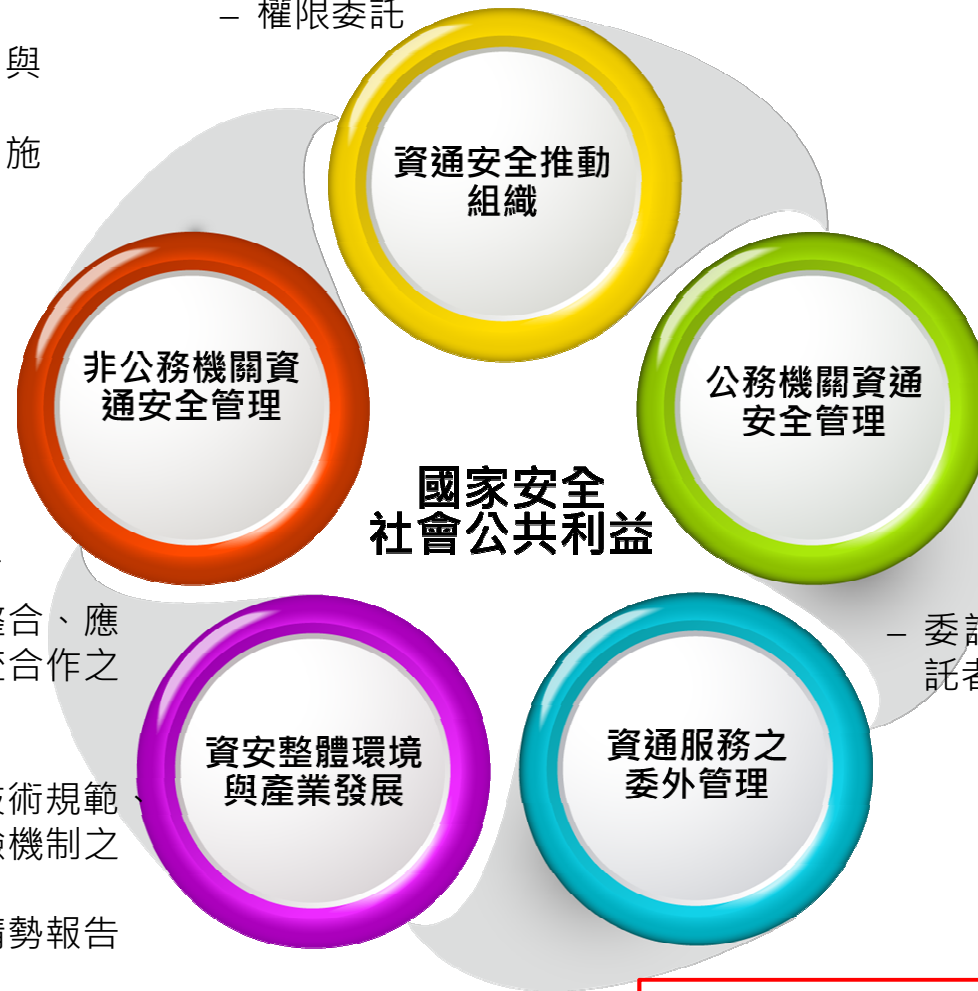 – 權限委託
與
施
資通安全推動
組織
非公務機關資
通安全管理
公務機關資通
安全管理
國家安全
社會公共利益
整合、應
合作之
– 委託
託者
資安整體環境
與產業發展
資通服務之
委外管理
技術規範、
機制之
情勢報告